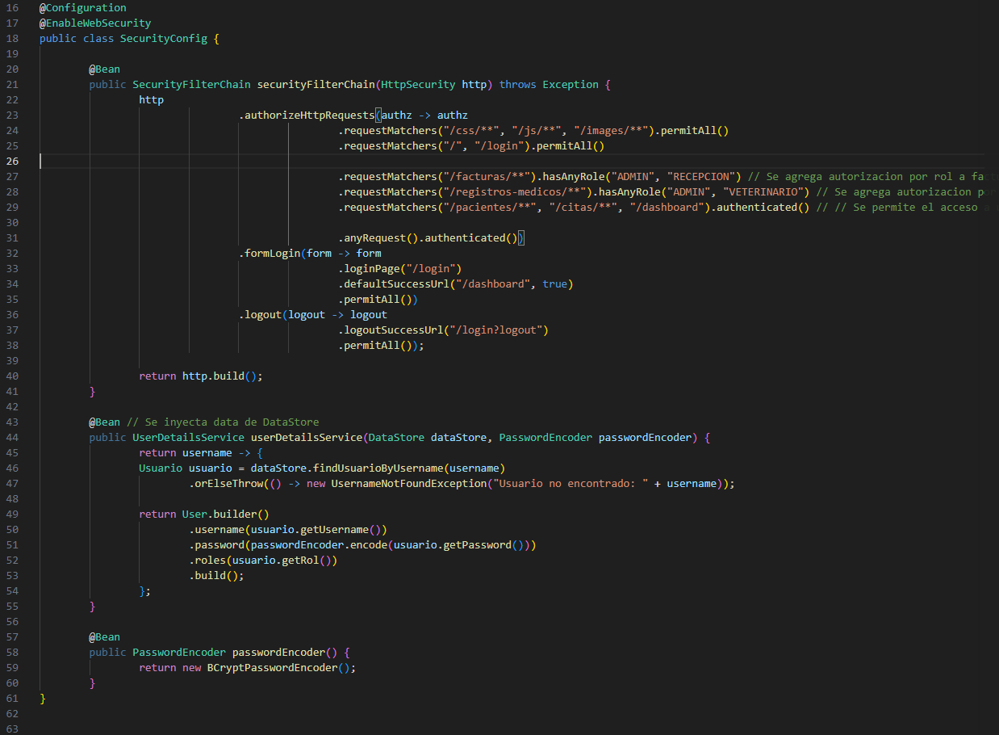 16 @Configuration
17 @EnableWebSecurity
18 public class SecurityConfig {
19
20 @Bean
21 public SecurityFilterChain securityFilterChain(HttpSecurity http) throws Exception {
22 http
23 .authorizeHttpRequests(authz -> authz
24 .requestMatchers("/css/**", "/js/**", "/images/**").permitAll()
25 .requestMatchers("/", "/login").permitAll()
26
27 .requestMatchers("/facturas/**").hasAnyRole("ADMIN", "RECEPCION") // Se agrega autorizacion por rol a
28 .requestMatchers("/registros-medicos/**").hasAnyRole("ADMIN", "VETERINARIO") // Se agrega autorizacion
29 .requestMatchers("/pacientes/**", "/citas/**", "/dashboard").authenticated() // // Se permite el acceso
30
31 .anyRequest().authenticated())
32 .formLogin(form -> form
33 .loginPage("/login")
34 .defaultSuccessUrl("/dashboard", true)
35 .permitAll())
36 .logout(logout -> logout
37 .logoutSuccessUrl("/login?logout")
38 .permitAll());
39
40 return http.build();
41 }
42
43 @Bean // Se inyecta data de DataStore
44 public UserDetailsService userDetailsService(DataStore dataStore, PasswordEncoder passwordEncoder) {
45 return username -> {
46 Usuario usuario = dataStore.findUsuarioByUsername(username)
47 .orElseThrow(() -> new UsernameNotFoundException("Usuario no encontrado: " + username));
48
49 return User.builder()
50 .username(usuario.getUsername())
51 .password(passwordEncoder.encode(usuario.getPassword()))
52 .roles(usuario.getRol())
53 .build();
54 };
55 }
56
57 @Bean
58 public PasswordEncoder passwordEncoder() {
59 return new BCryptPasswordEncoder();
60 }
61 }
62
63